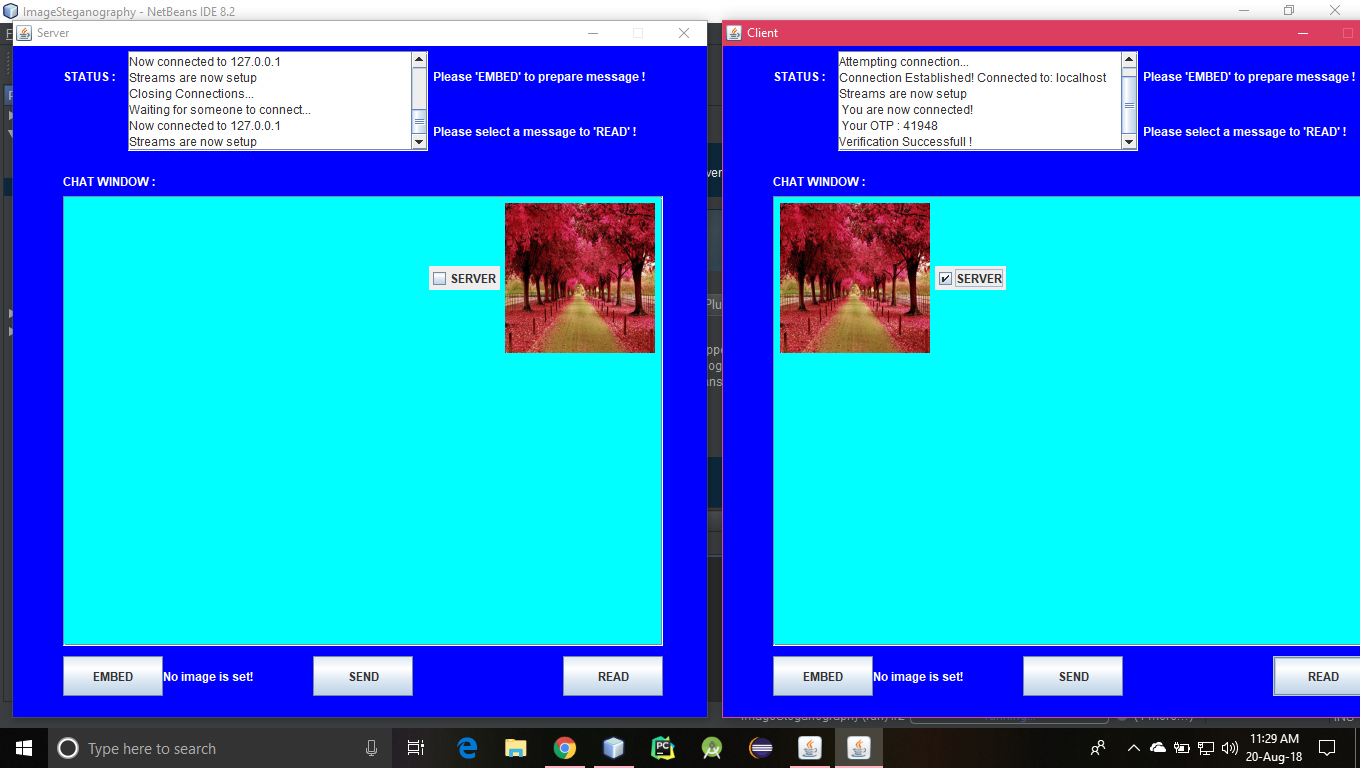 ImageSteganography - NetBeans IDE 8.2
Server
STATUS :
Now connected to 127.0.0.1
Streams are now setup
Closing Connections...
Waiting for someone to connect...
Now connected to 127.0.0.1
Streams are now setup
Please 'EMBED' to prepare message !
Please select a message to 'READ' !
CHAT WINDOW :
SERVER
EMBED
No image is set!
SEND
READ
Client
STATUS :
Attempting connection...
Connection Established! Connected to: localhost
Streams are now setup
You are now connected!
Your OTP : 41948
Verification Successfull !
Please 'EMBED' to prepare message !
Please select a message to 'READ' !
CHAT WINDOW :
SERVER
EMBED
No image is set!
SEND
READ
Type here to search
PC
11:29 AM
20-Aug-18